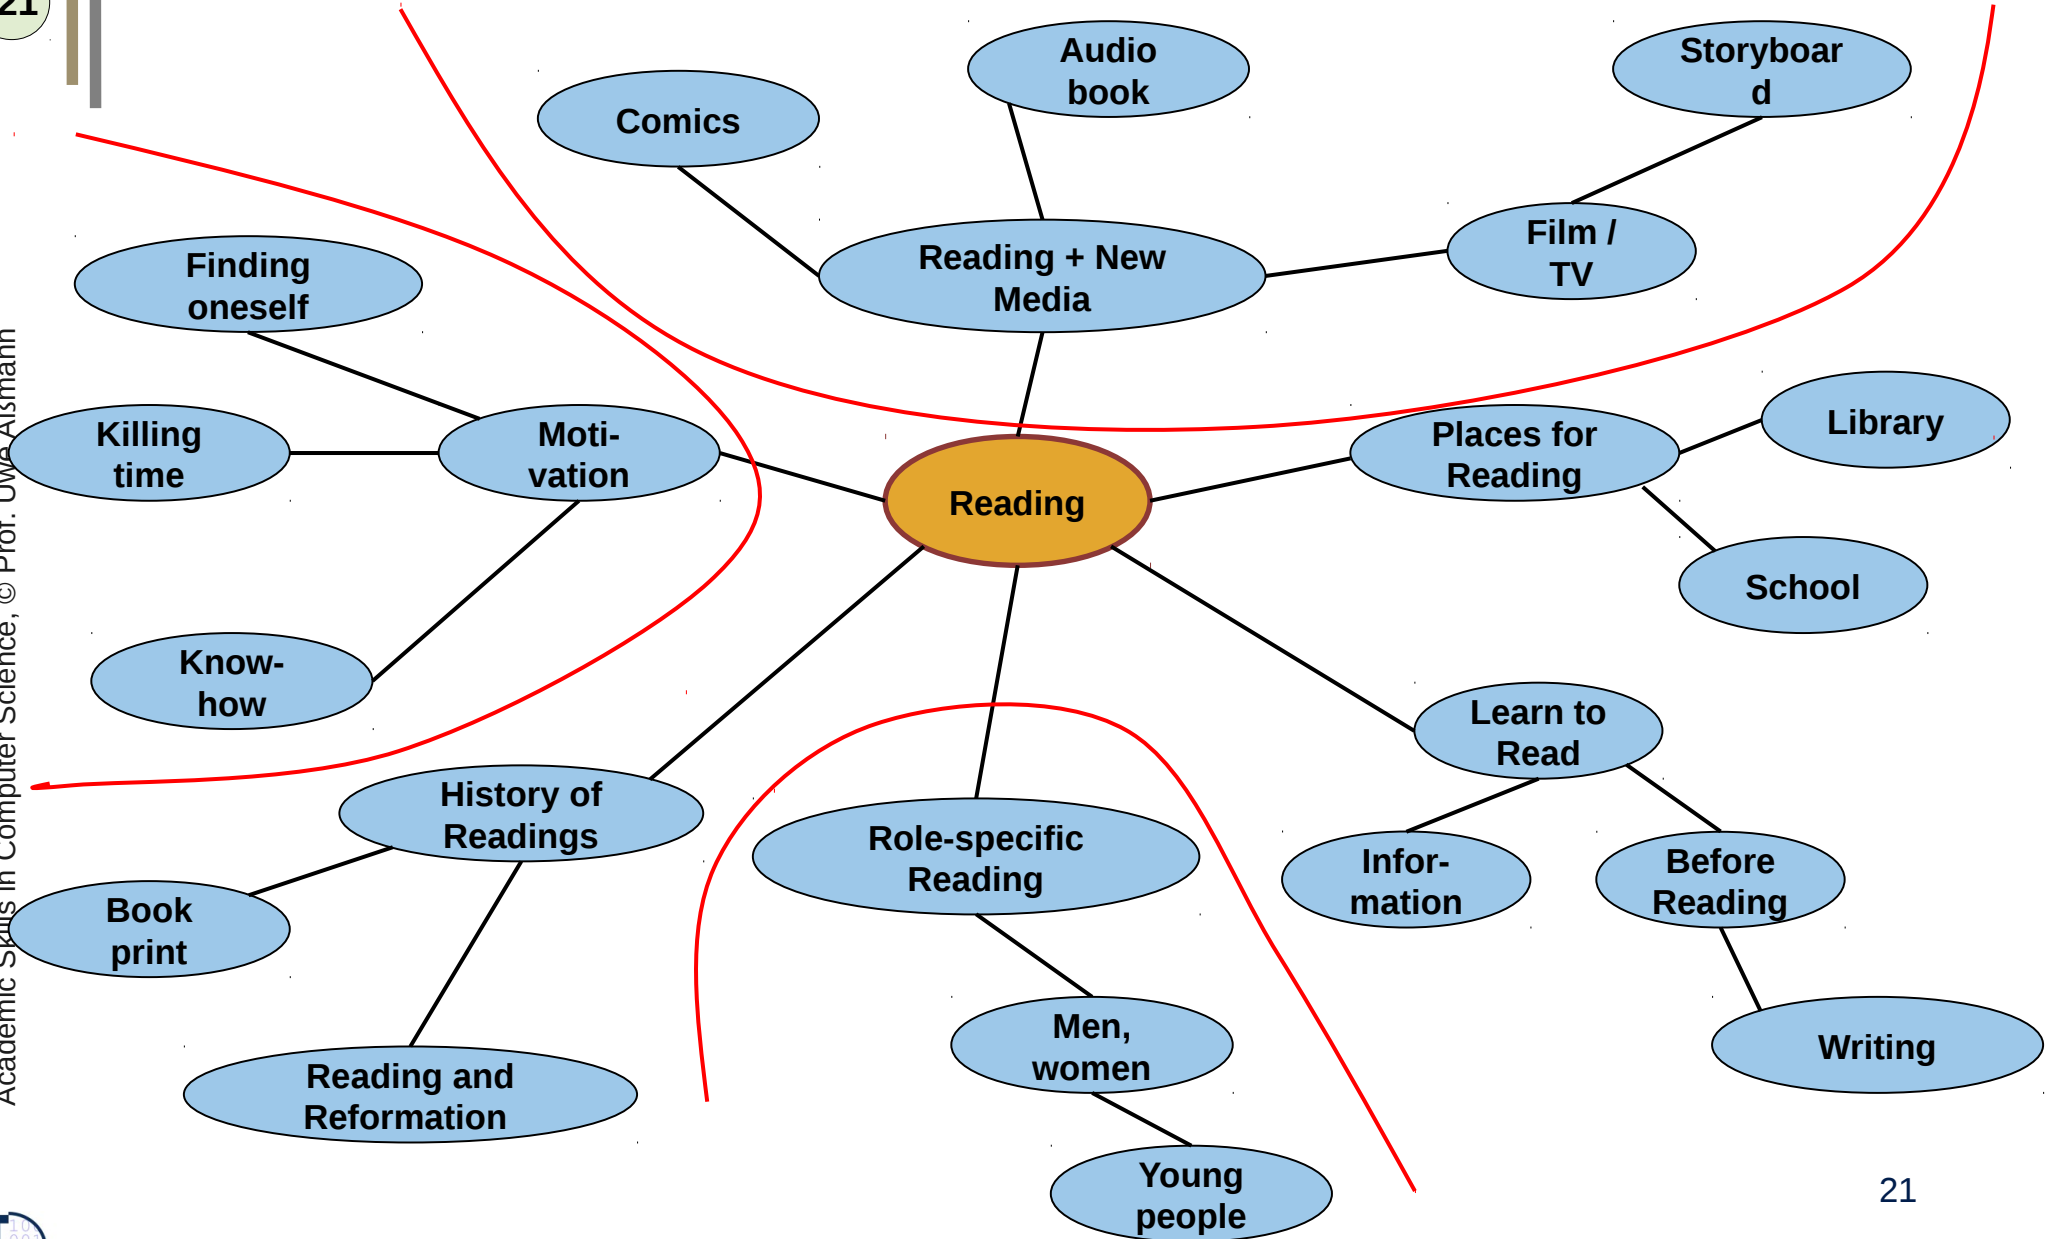 21
Audio
book
Storyboar
d
Comics
Reading + New
Media
Film /
TV
Finding
oneself
Killing
time
Moti-
vation
Reading
Places for
Reading
Library
School
Know-
how
Learn to
Read
History of
Readings
Role-specific
Reading
Infor-
mation
Before
Reading
Book
print
Men,
women
Writing
Reading and
Reformation
Young
people
21
Academic Skills in Computer Science, © Prof. Uwe Aßmann